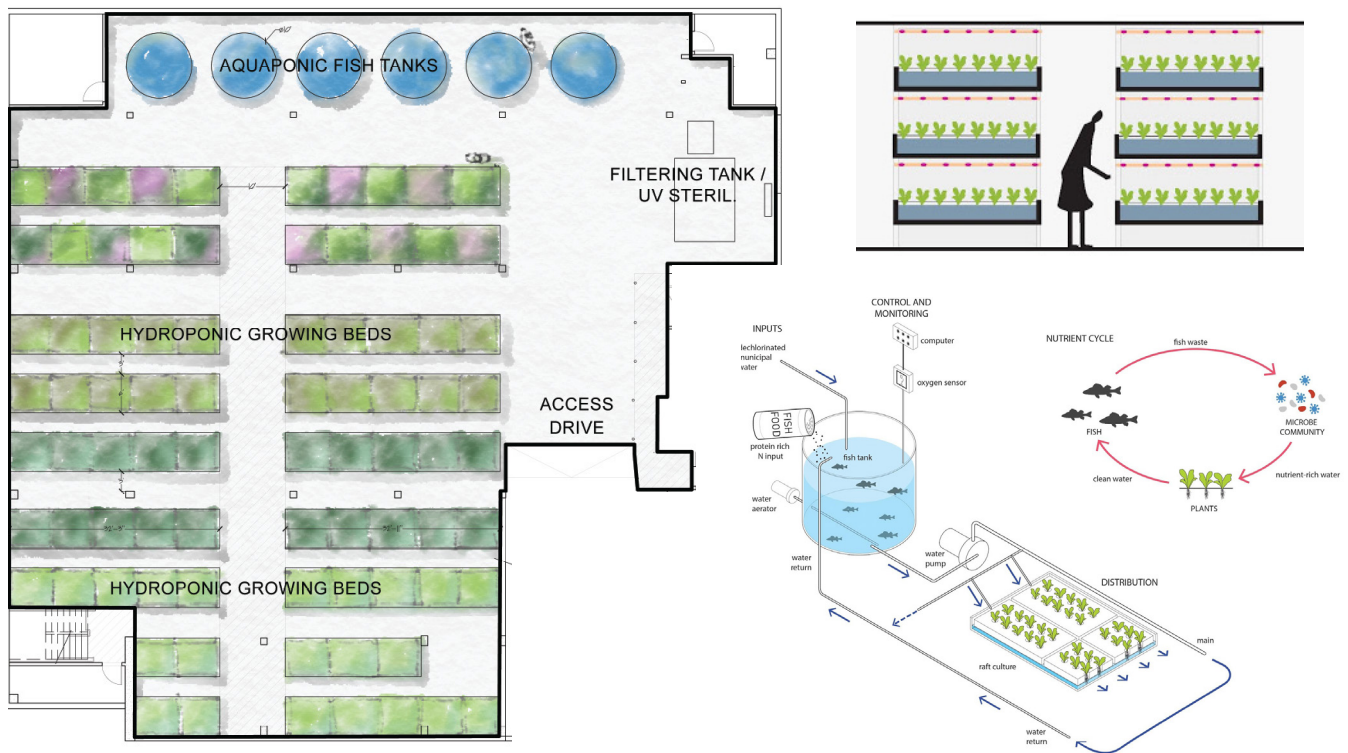 AQUAPONIC FISH TANKS
FILTERING TANK /
UV STERIL.
HYDROPONIC GROWING BEDS
ACCESS
DRIVE
HYDROPONIC GROWING BEDS
INPUTS
lechlorinated
nunicipal
vater
CONTROL AND
MONITORING
computer
oxygen sensor
FISH
FOOD
protein rich
N input
fish tank
water
aerator
water
return
water
pump
DISTRIBUTION
main
raft culture
water
return
NUTRIENT CYCLE
fish waste
FISH
MICROBE
COMMUNITY
clean water
nutrient-rich water
PLANTS